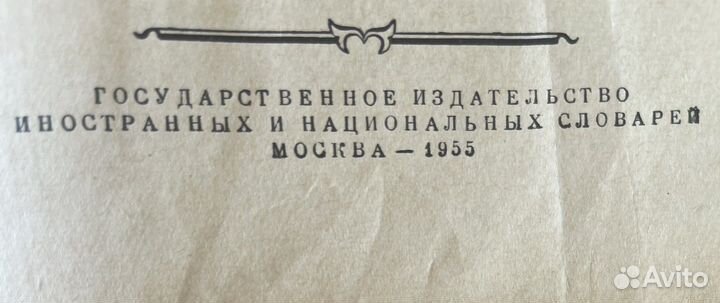 ГОСУДАРСТВЕННОЕ ИЗДАТЕЛЬСТВО
ИНОСТРАННЫХ И НАЦИОНАЛЬНЫХ СЛОВАРЕЙ
МОСКВА — 1955
Avito